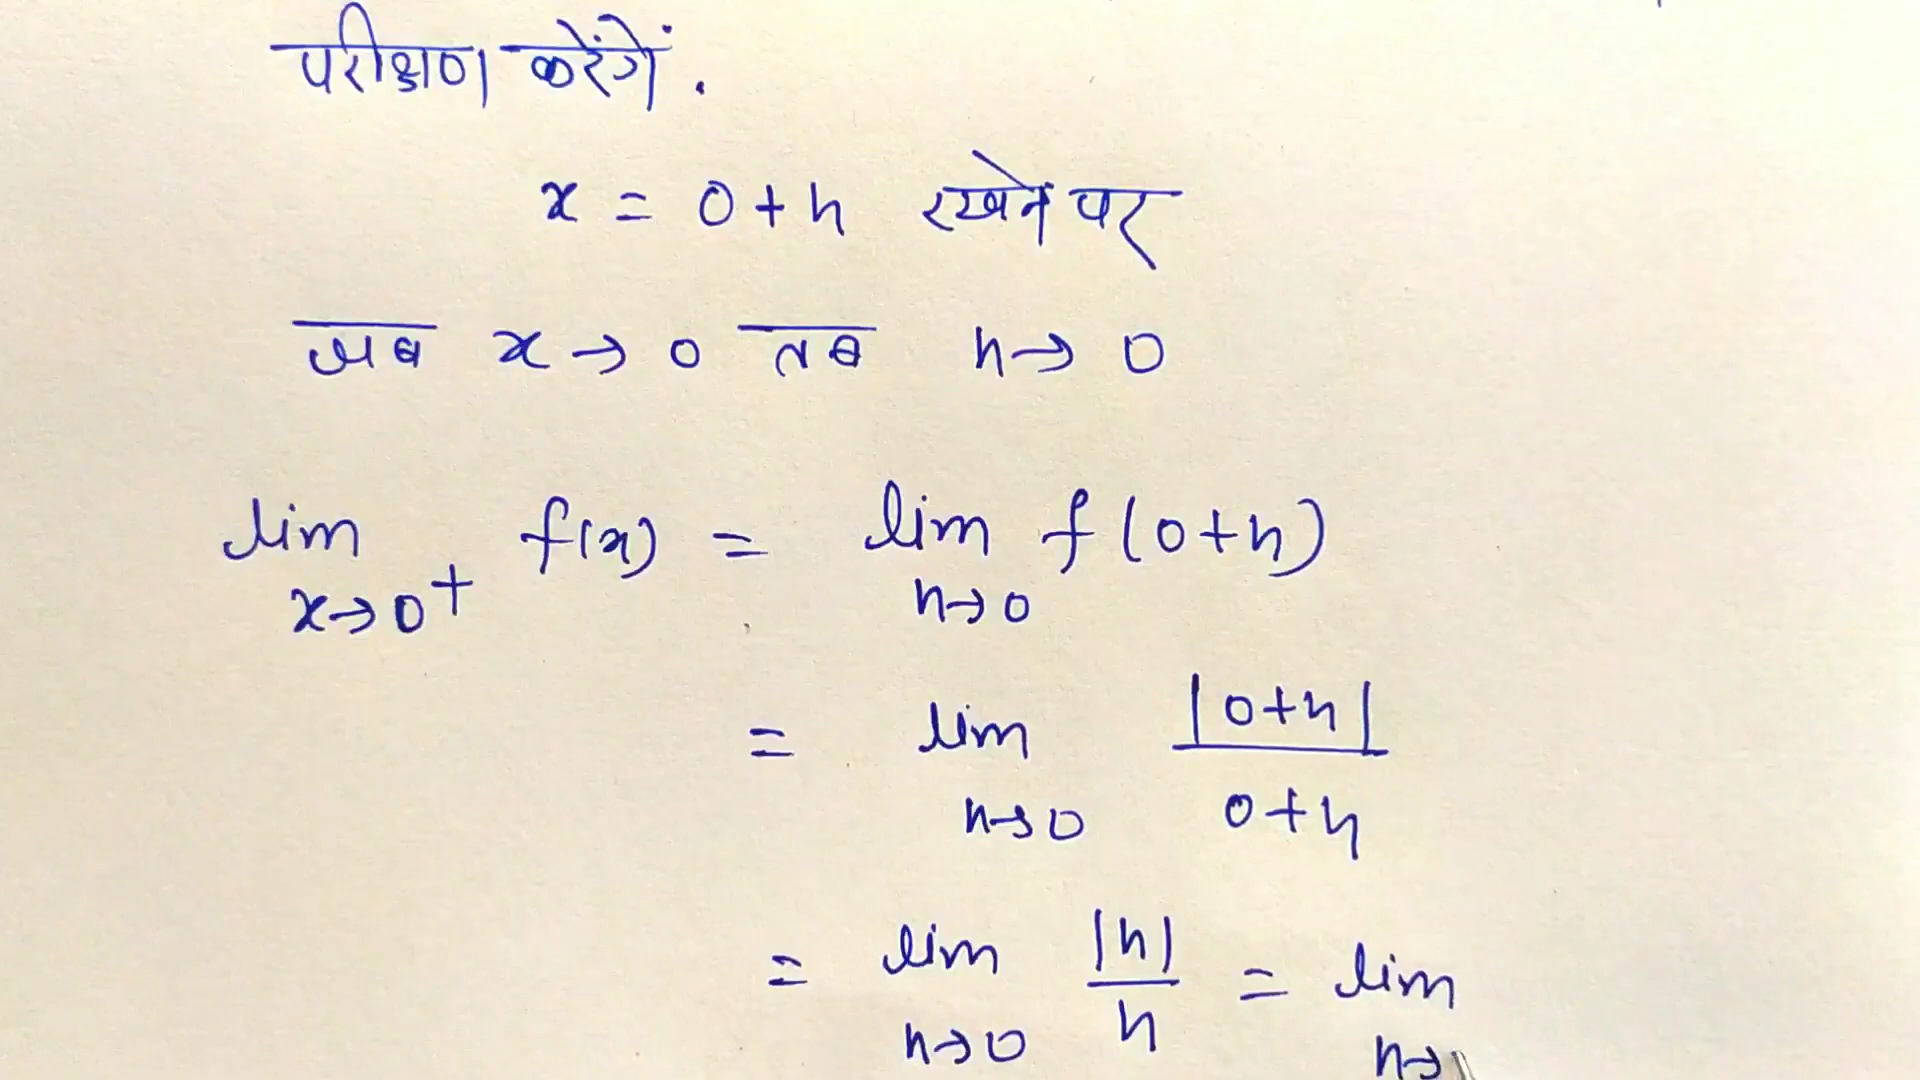 परीक्षण करेंगें.
x = 0+h रखने पर
जब x→0 तब h→0
lim x→0+ f(x) = lim h→0 f(0+h)
= lim h→0 |0+h| / 0+h
= lim h→0 |h| / h = lim h→